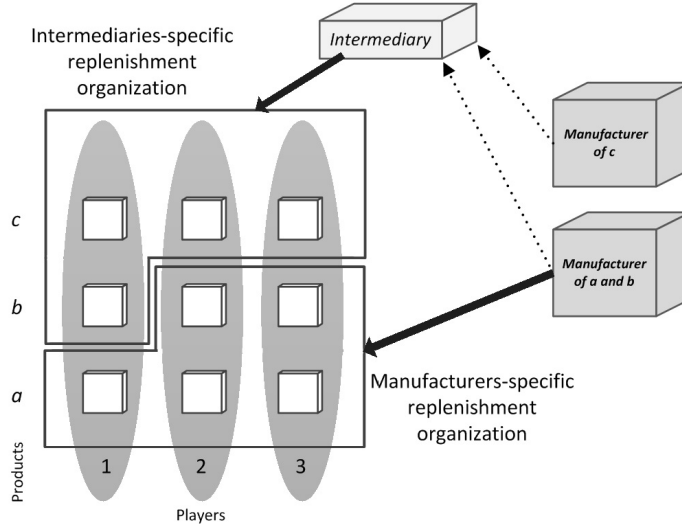 Intermediaries-specific
replenishment
organization
Intermediary
Manufacturer
of c
c
b
a
Manufacturer
of a and b
Manufacturers-specific
replenishment
organization
Products
1 2 3
Players